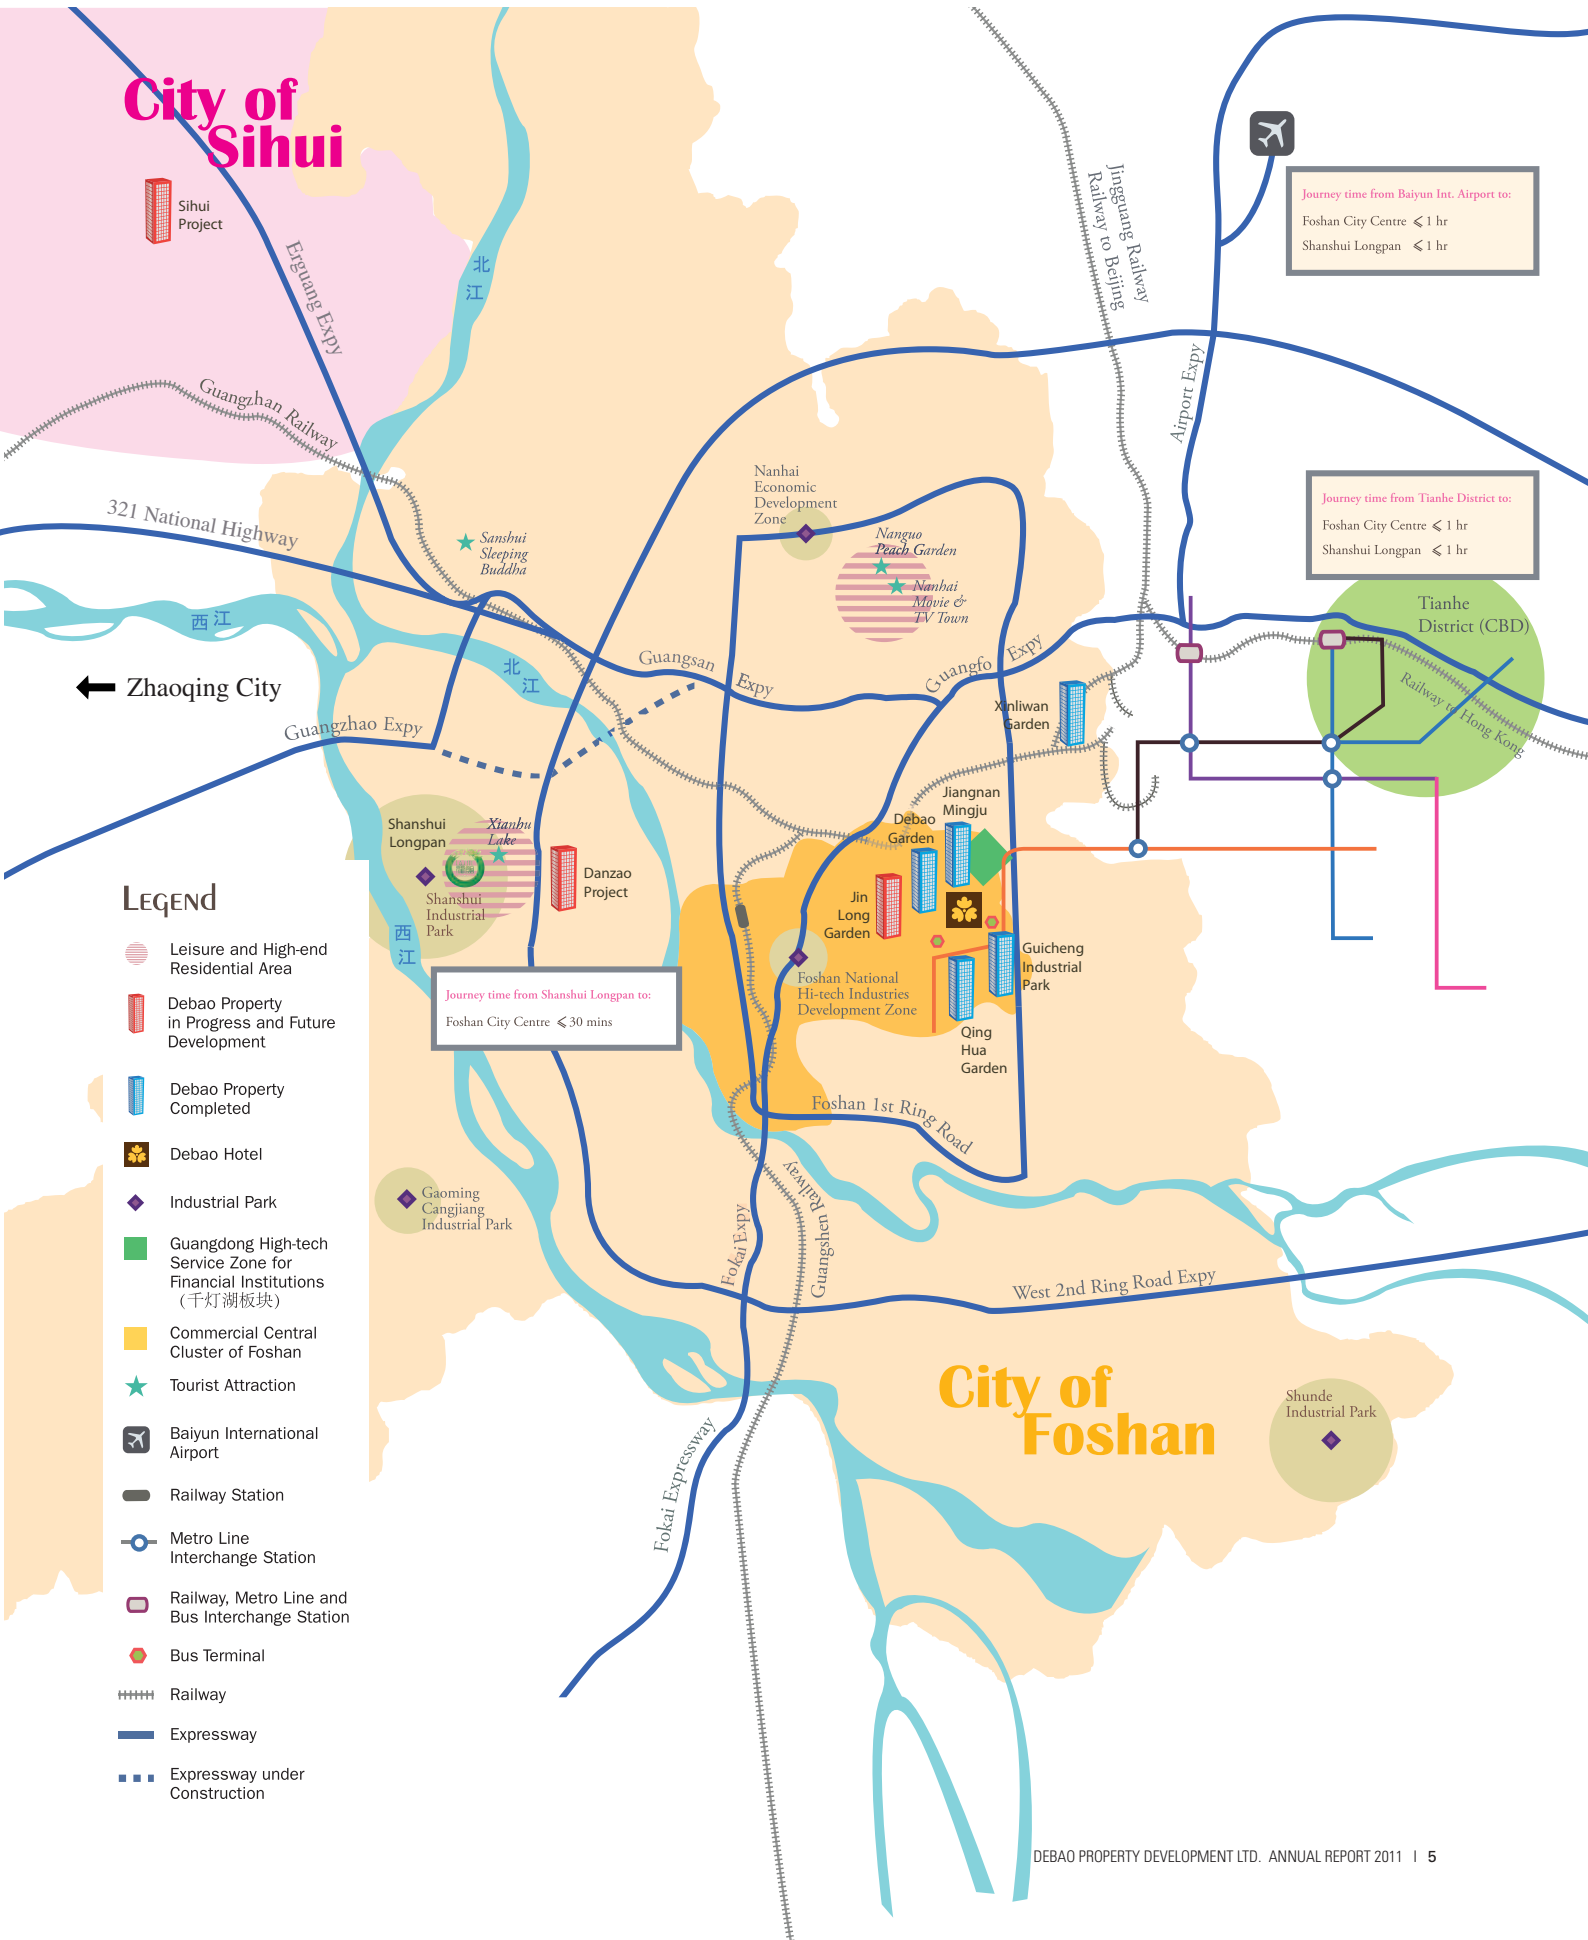 City of
Sihui
Sihui
Project
Erguang Expy
北
江
Jingguang Railway
Railway to Beijing
Journey time from Baiyun Int. Airport to:
Foshan City Centre ⩽ 1 hr
Shanshui Longpan ⩽ 1 hr
Airport Expy
Guangzhan Railway
321 National Highway
Sanshui
Sleeping
Buddha
Nanhai
Economic
Development
Zone
Nanguo
Peach Garden
Nanhai
Movie &
TV Town
Journey time from Tianhe District to:
Foshan City Centre ⩽ 1 hr
Shanshui Longpan ⩽ 1 hr
Tianhe
District (CBD)
西江
北
江
Zhaoqing City
Guangsan
Expy
Guangfo Expy
Guangzhao Expy
Xinliwan
Garden
Railway to Hong Kong
Jiangnan
Mingju
Debao
Garden
Shanshui
Longpan
Xianhu
Lake
Danzao
Project
Jin
Long
Garden
Shanshui
Industrial
Park
西
江
Guicheng
Industrial
Park
Foshan National
Hi-tech Industries
Development Zone
Journey time from Shanshui Longpan to:
Foshan City Centre ⩽ 30 mins
Qing
Hua
Garden
Foshan 1st Ring Road
Gaoming
Cangjiang
Industrial Park
Fokai Expy
Guangshen Railway
West 2nd Ring Road Expy
City of
Foshan
Shunde
Industrial Park
Fokai Expressway
LEGEND
Leisure and High-end
Residential Area
Debao Property
in Progress and Future
Development
Debao Property
Completed
Debao Hotel
Industrial Park
Guangdong High-tech
Service Zone for
Financial Institutions
(千灯湖板块)
Commercial Central
Cluster of Foshan
Tourist Attraction
Baiyun International
Airport
Railway Station
Metro Line
Interchange Station
Railway, Metro Line and
Bus Interchange Station
Bus Terminal
Railway
Expressway
Expressway under
Construction
DEBAO PROPERTY DEVELOPMENT LTD. ANNUAL REPORT 2011 I 5